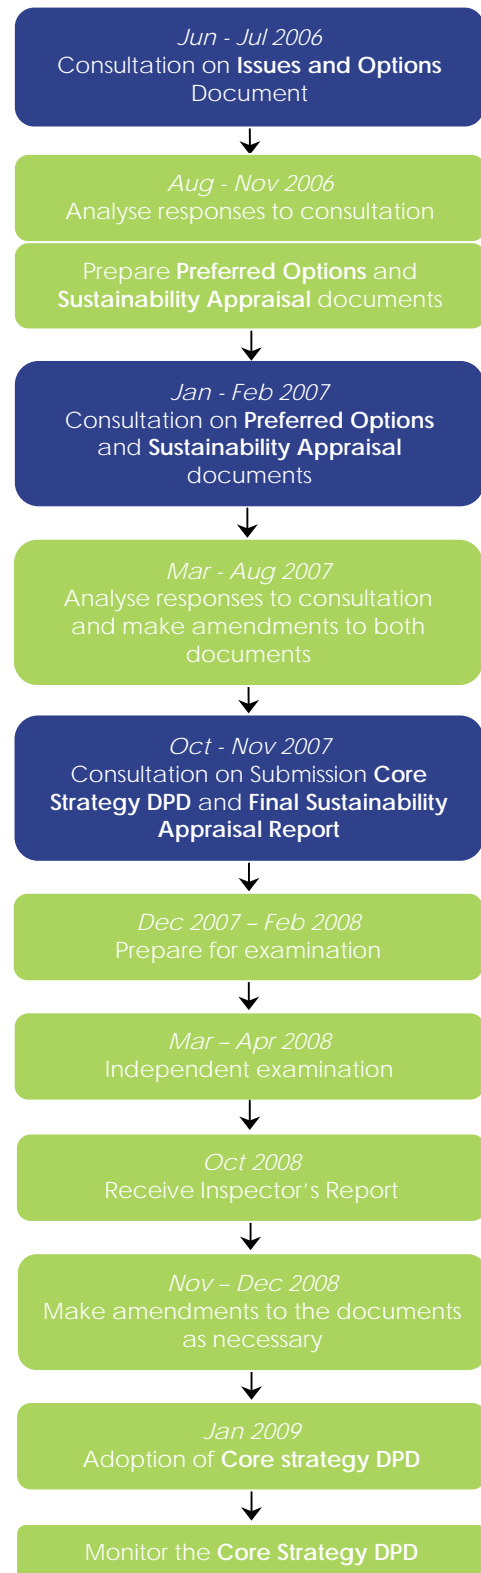 Jun - Jul 2006
Consultation on Issues and Options
Document
Aug - Nov 2006
Analyse responses to consultation
Prepare Preferred Options and
Sustainability Appraisal documents
Jan - Feb 2007
Consultation on Preferred Options
and Sustainability Appraisal
documents
Mar - Aug 2007
Analyse responses to consultation
and make amendments to both
documents
Oct - Nov 2007
Consultation on Submission Core
Strategy DPD and Final Sustainability
Appraisal Report
Dec 2007 – Feb 2008
Prepare for examination
Mar – Apr 2008
Independent examination
Oct 2008
Receive Inspector's Report
Nov – Dec 2008
Make amendments to the documents
as necessary
Jan 2009
Adoption of Core strategy DPD
Monitor the Core Strategy DPD